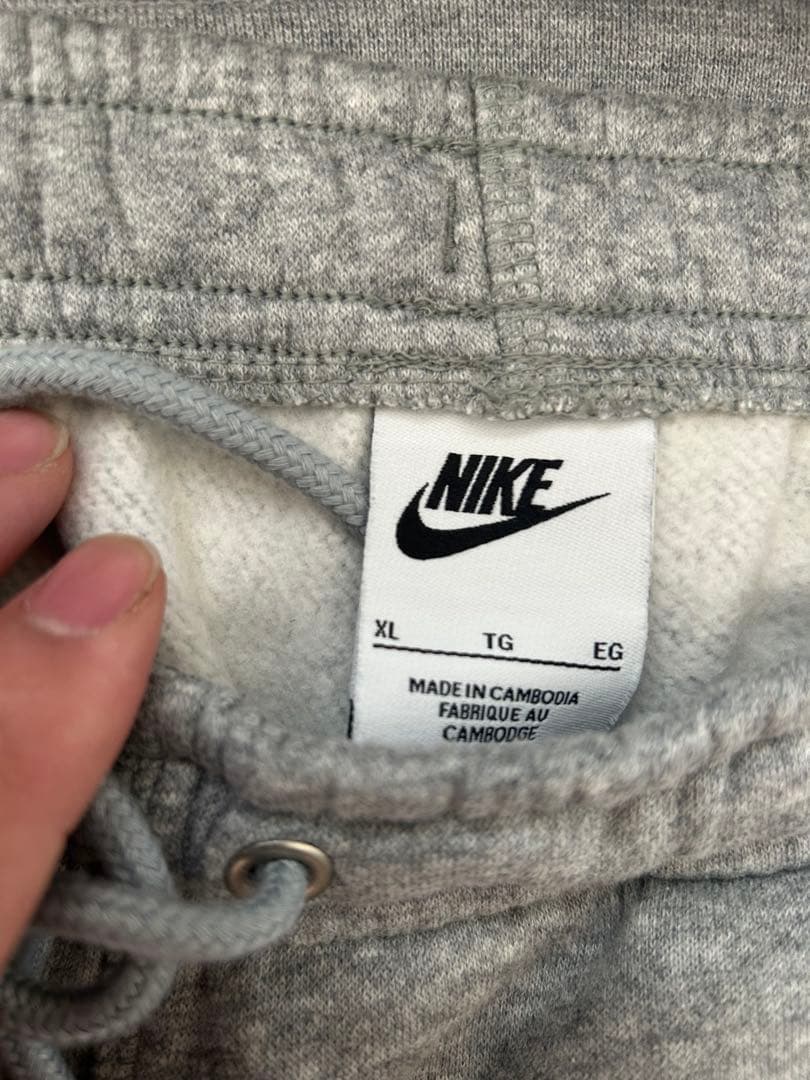 NIKE
XL TG EG
MADE IN CAMBODIA
FABRIQUE AU
CAMBODGE